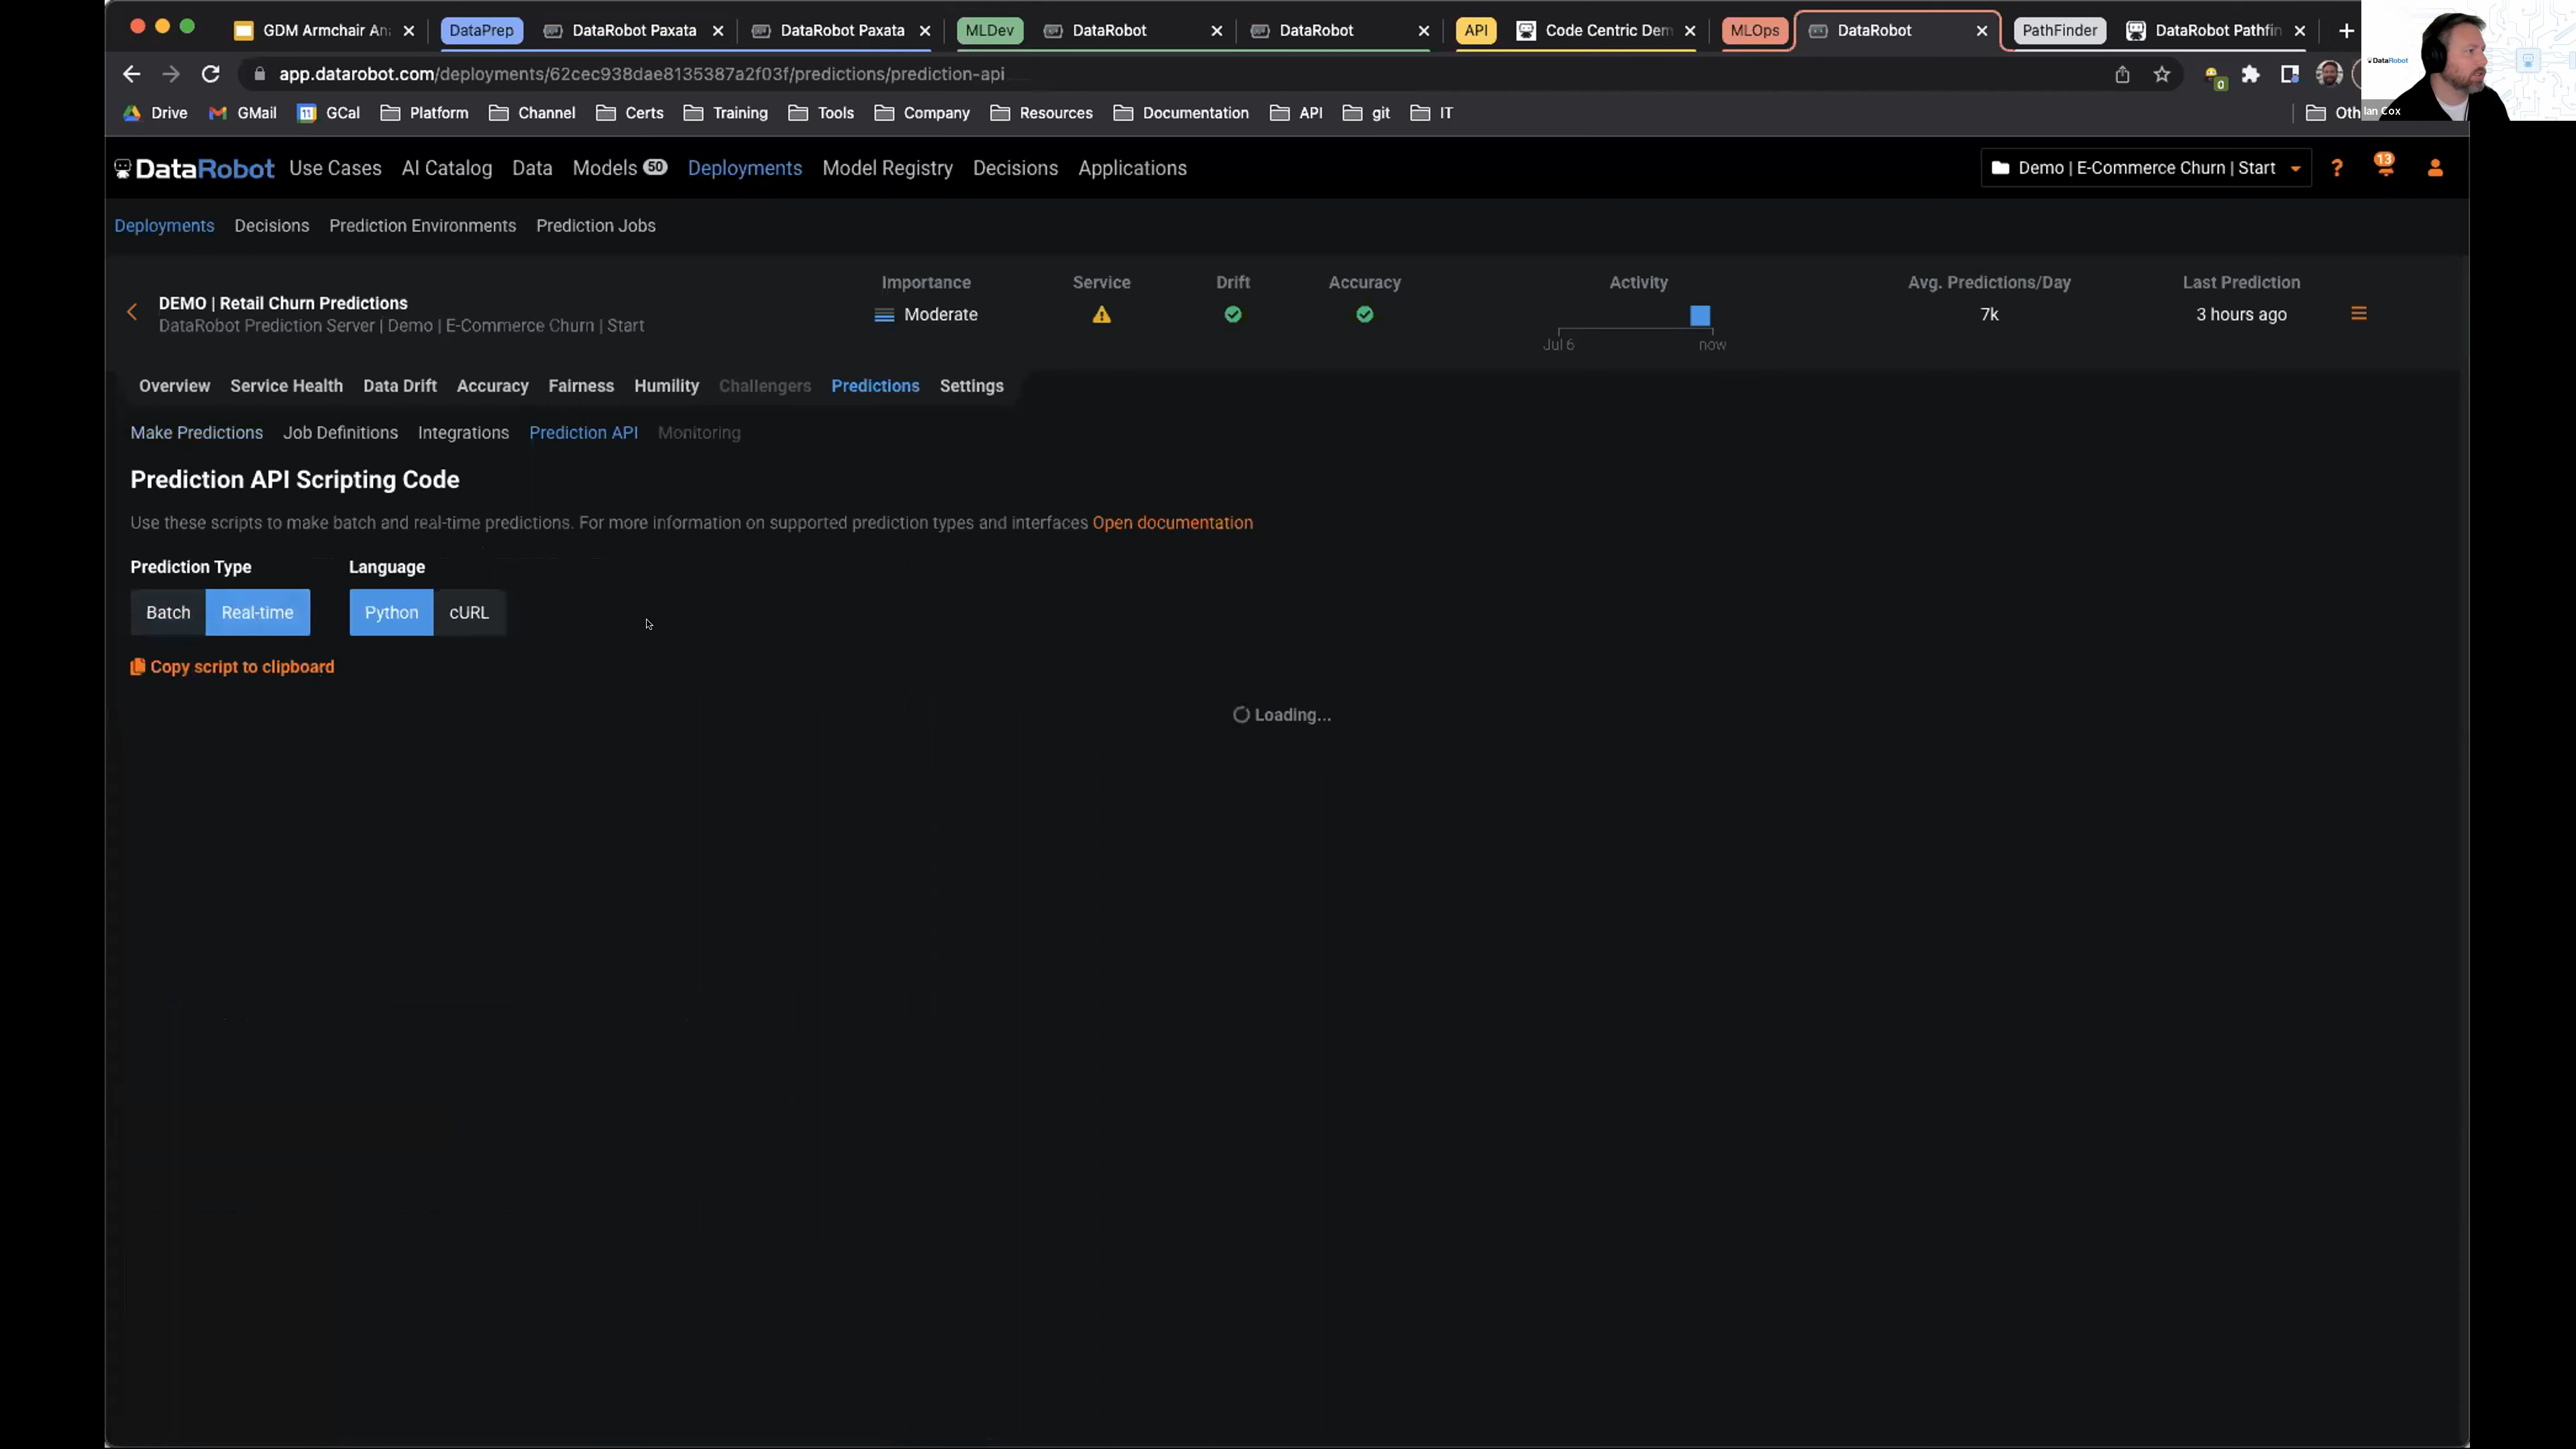 GDM Armchair An
DataPrep
DataRobot Paxata
DataRobot Paxata
MLDev
DataRobot
DataRobot
API
Code Centric Dem
MLOps
DataRobot
PathFinder
DataRobot Pathfin
app.datarobot.com/deployments/62cec938dae8135387a2f03f/predictions/prediction-api
0
DataRobot
Ian Cox
Drive
GMail
11
GCal
Platform
Channel
Certs
Training
Tools
Company
Resources
Documentation
API
git
IT
Oth
DataRobot
Use Cases
AI Catalog
Data
Models 50
Deployments
Model Registry
Decisions
Applications
Demo | E-Commerce Churn | Start
?
13
Deployments
Decisions
Prediction Environments
Prediction Jobs
DEMO | Retail Churn Predictions
DataRobot Prediction Server | Demo | E-Commerce Churn | Start
Importance
Moderate
Service
Drift
Accuracy
Activity
Jul 6
now
Avg. Predictions/Day
7k
Last Prediction
3 hours ago
Overview
Service Health
Data Drift
Accuracy
Fairness
Humility
Challengers
Predictions
Settings
Make Predictions
Job Definitions
Integrations
Prediction API
Monitoring
Prediction API Scripting Code
Use these scripts to make batch and real-time predictions. For more information on supported prediction types and interfaces Open documentation
Prediction Type
Language
Batch
Real-time
Python
cURL
Copy script to clipboard
Loading...